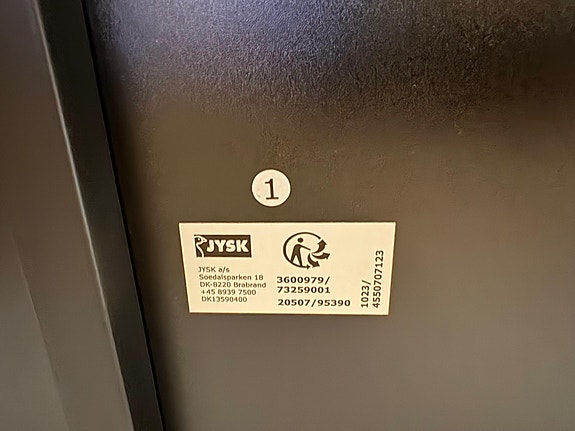 1
JYSK
JYSK a/s
Soedalsparken 18
DK-8220 Brabrand
+45 8939 7500
DK13590400
3600979/
73259001
20507/95390
1023/
4550707123